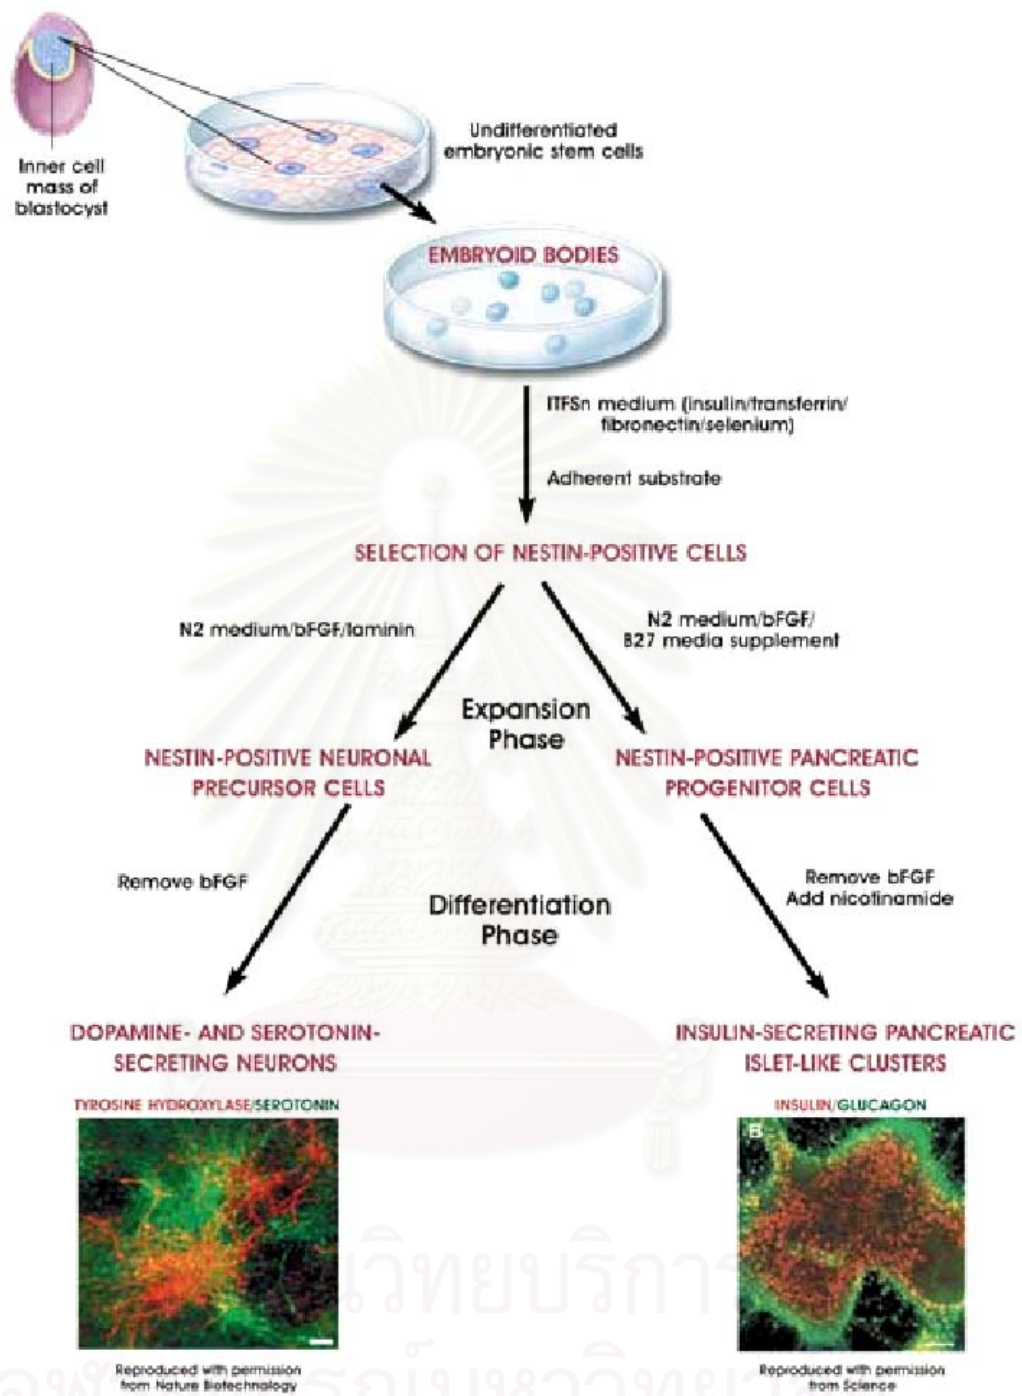 Inner cell
mass of
blastocyst
Undifferentiated
embryonic stem cells
EMBRYOID BODIES
ITFSn medium (insulin/transferrin/
fibronectin/selenium)
Adherent substrate
SELECTION OF NESTIN-POSITIVE CELLS
N2 medium/bFGF/laminin
N2 medium/bFGF/
B27 media supplement
Expansion
Phase
NESTIN-POSITIVE NEURONAL
PRECURSOR CELLS
NESTIN-POSITIVE PANCREATIC
PROGENITOR CELLS
Remove bFGF
Remove bFGF
Add nicotinamide
Differentiation
Phase
DOPAMINE- AND SEROTONIN-
SECRETING NEURONS
INSULIN-SECRETING PANCREATIC
ISLET-LIKE CLUSTERS
TYROSINE HYDROXYLASE/SEROTONIN
INSULIN/GLUCAGON
B
Reproduced with permission
from Nature Biotechnology
Reproduced with permission
from Science